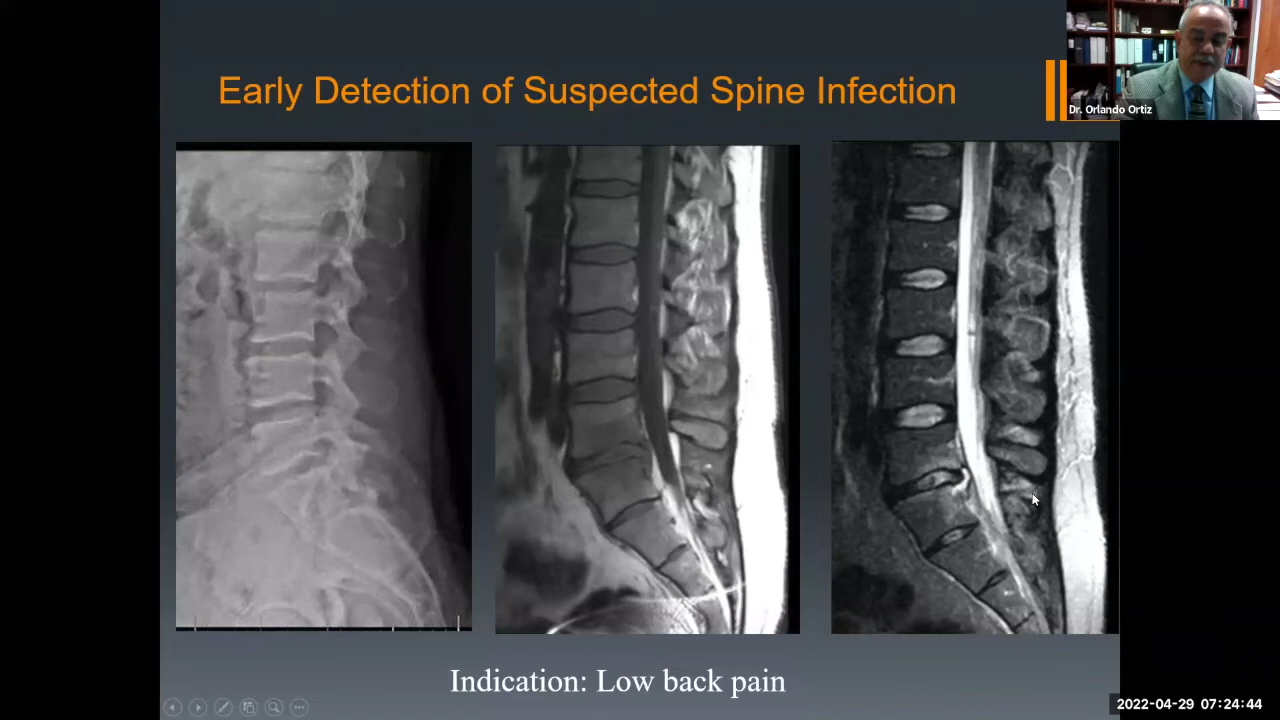 Early Detection of Suspected Spine Infection
Dr. Orlando Ortiz
Indication: Low back pain
2022-04-29 07:24:44